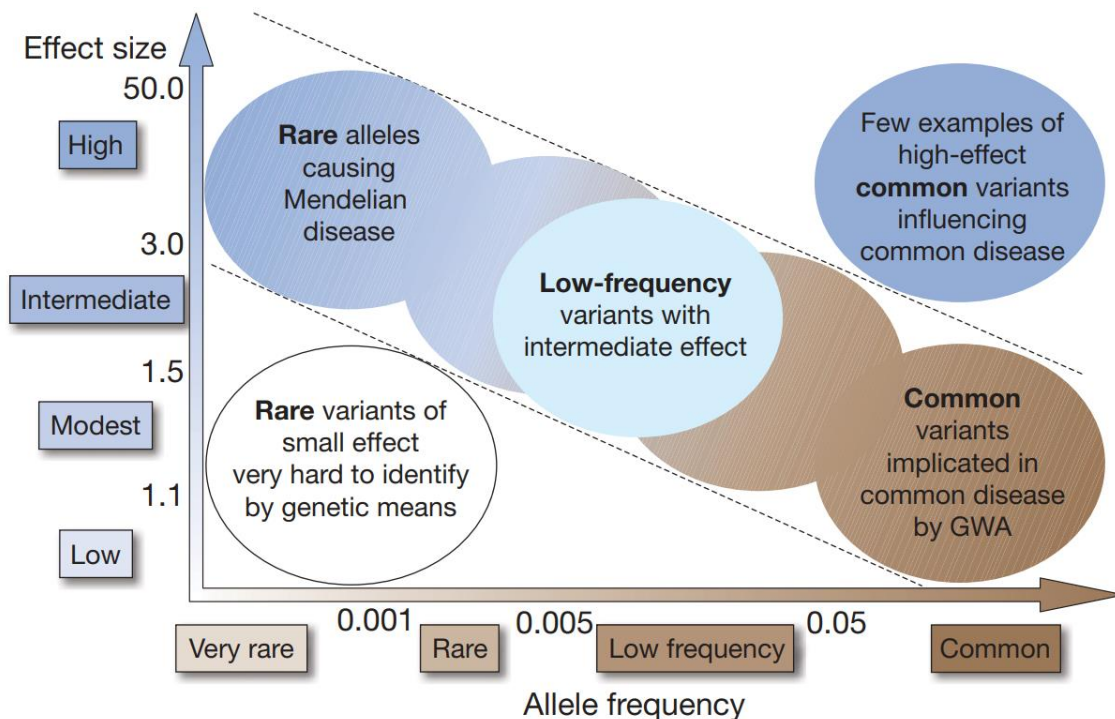 Effect size
50.0
High
3.0
Intermediate
1.5
Modest
1.1
Low
Rare alleles
causing
Mendelian
disease
Few examples of
high-effect
common variants
influencing
common disease
Low-frequency
variants with
intermediate effect
Rare variants of
small effect
very hard to identify
by genetic means
Common
variants
implicated in
common disease
by GWA
0.001
0.005
0.05
Very rare
Rare
Low frequency
Common
Allele frequency